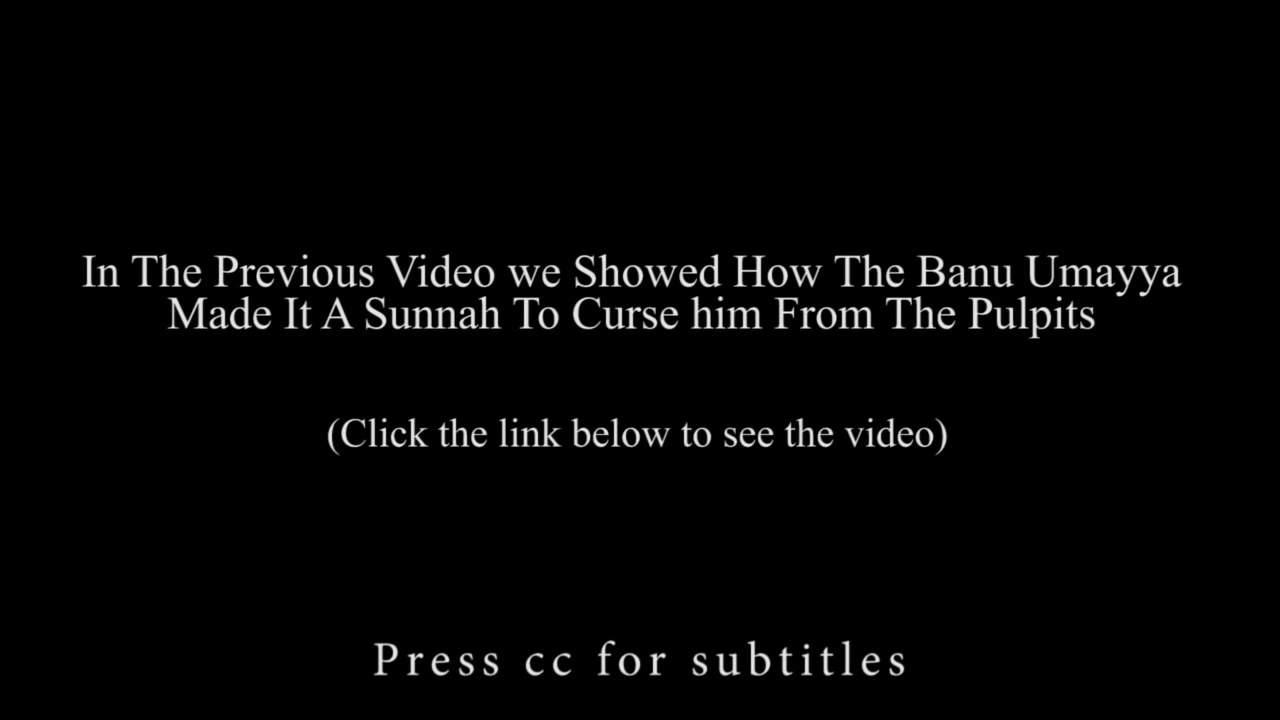 In The Previous Video we Showed How The Banu Umayya
Made It A Sunnah To Curse him From The Pulpits
(Click the link below to see the video)
Press cc for subtitles